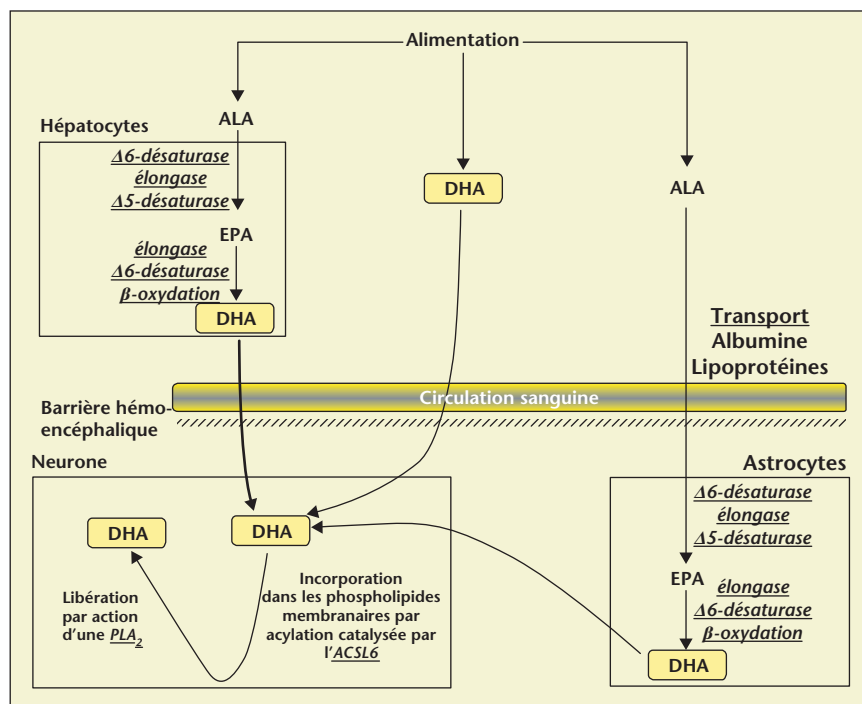 Alimentation
ALA
Hépatocytes
Δ6-désaturase
élongase
Δ5-désaturase
EPA
élongase
Δ6-désaturase
β-oxydation
DHA
DHA
ALA
Transport
Albumine
Lipoprotéines
Circulation sanguine
Barrière hémo-
encéphalique
Neurone
DHA
DHA
Libération
par action
d'une PLA2
Incorporation
dans les phospholipides
membranaires par
acylation catalysée par
l'ACSL6
Astrocytes
Δ6-désaturase
élongase
Δ5-désaturase
EPA
élongase
Δ6-désaturase
β-oxydation
DHA